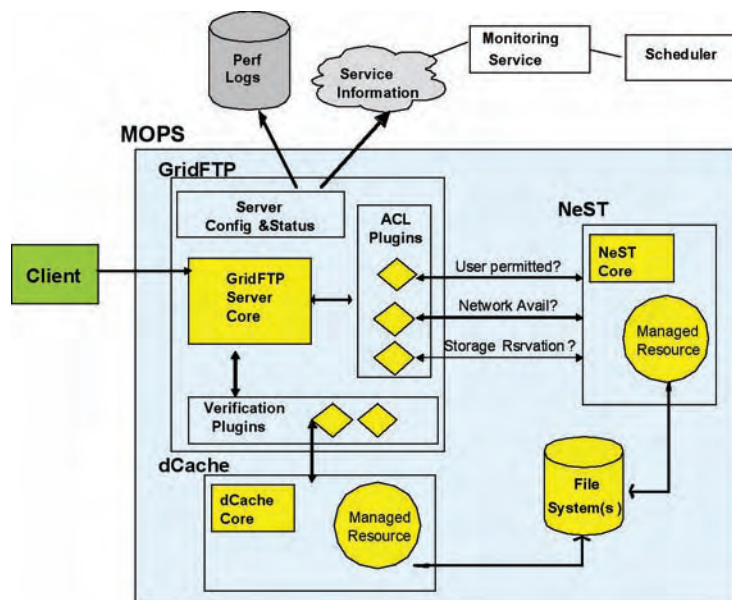 Perf
Logs
Service
Information
Monitoring
Service
Scheduler
MOPS
GridFTP
Server
Config &Status
ACL
Plugins
NeST
NeST
Core
Client
GridFTP
Server
Core
User permitted?
Network Avail?
Storage Rsrvation ?
Managed
Resource
Verification
Plugins
dCache
dCache
Core
Managed
Resource
File
System(s )